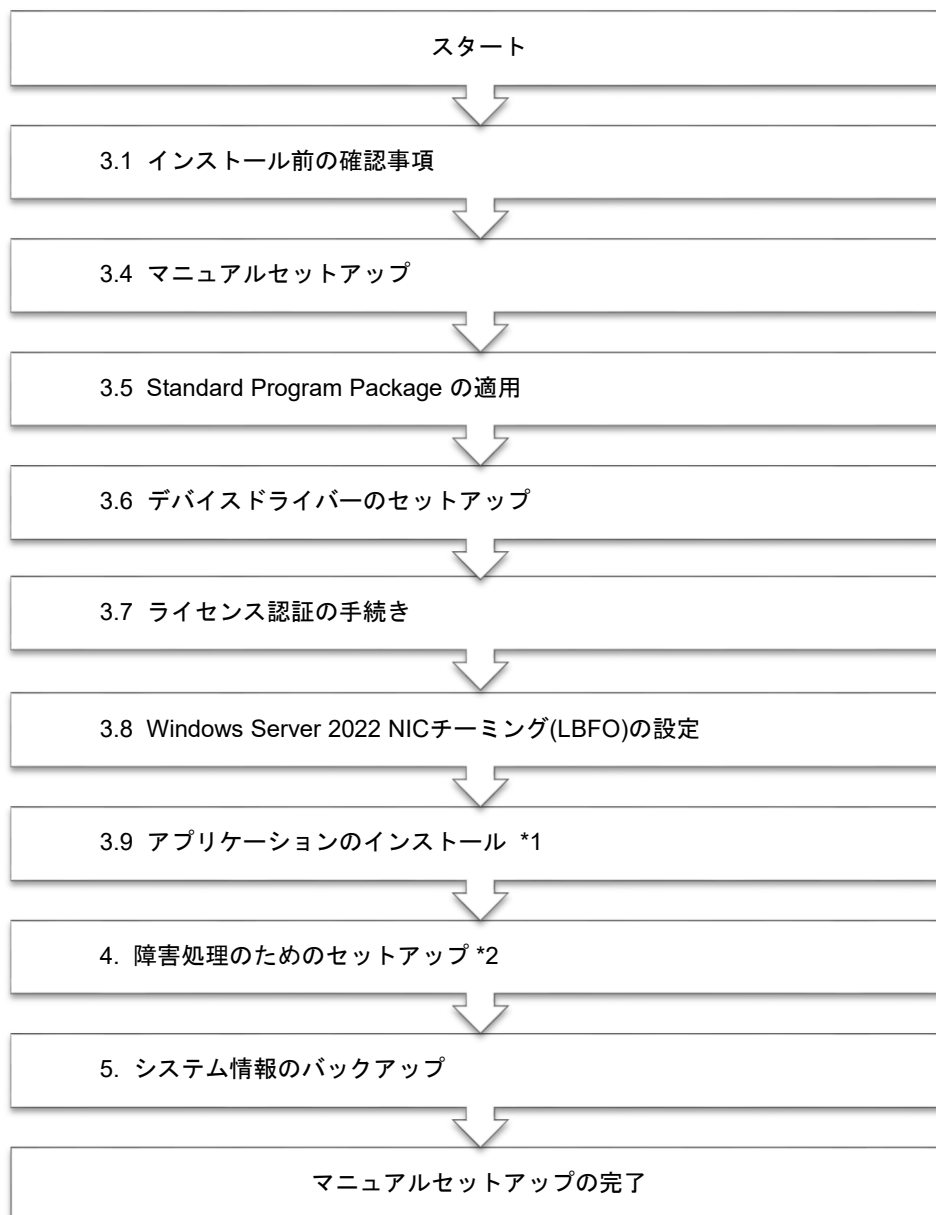 スタート
3.1 インストール前の確認事項
3.4 マニュアルセットアップ
3.5 Standard Program Package の適用
3.6 デバイスドライバーのセットアップ
3.7 ライセンス認証の手続き
3.8 Windows Server 2022 NICチーミング(LBFO)の設定
3.9 アプリケーションのインストール *1
4. 障害処理のためのセットアップ *2
5. システム情報のバックアップ
マニュアルセットアップの完了